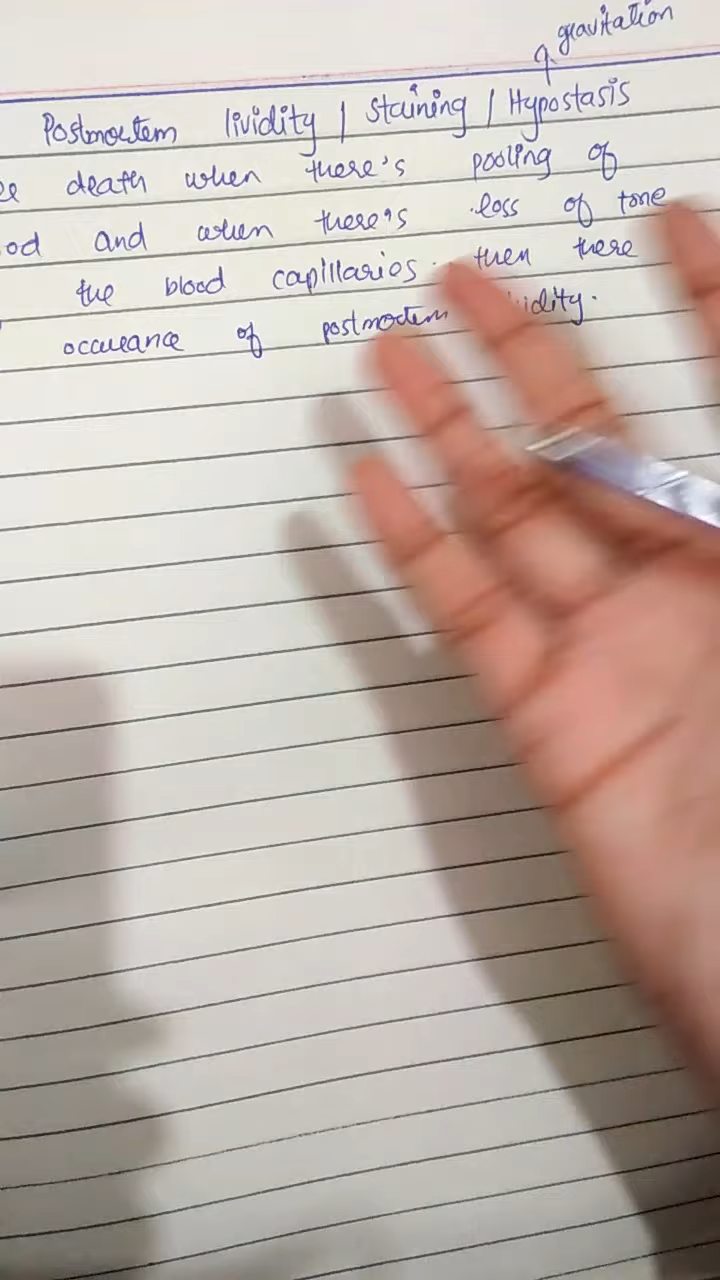 gravitation
Postmortem lividity / Staining / Hypostasis
death when there's pooling of
and when there's loss of tone
the blood capillaries then there
occurance of postmortem